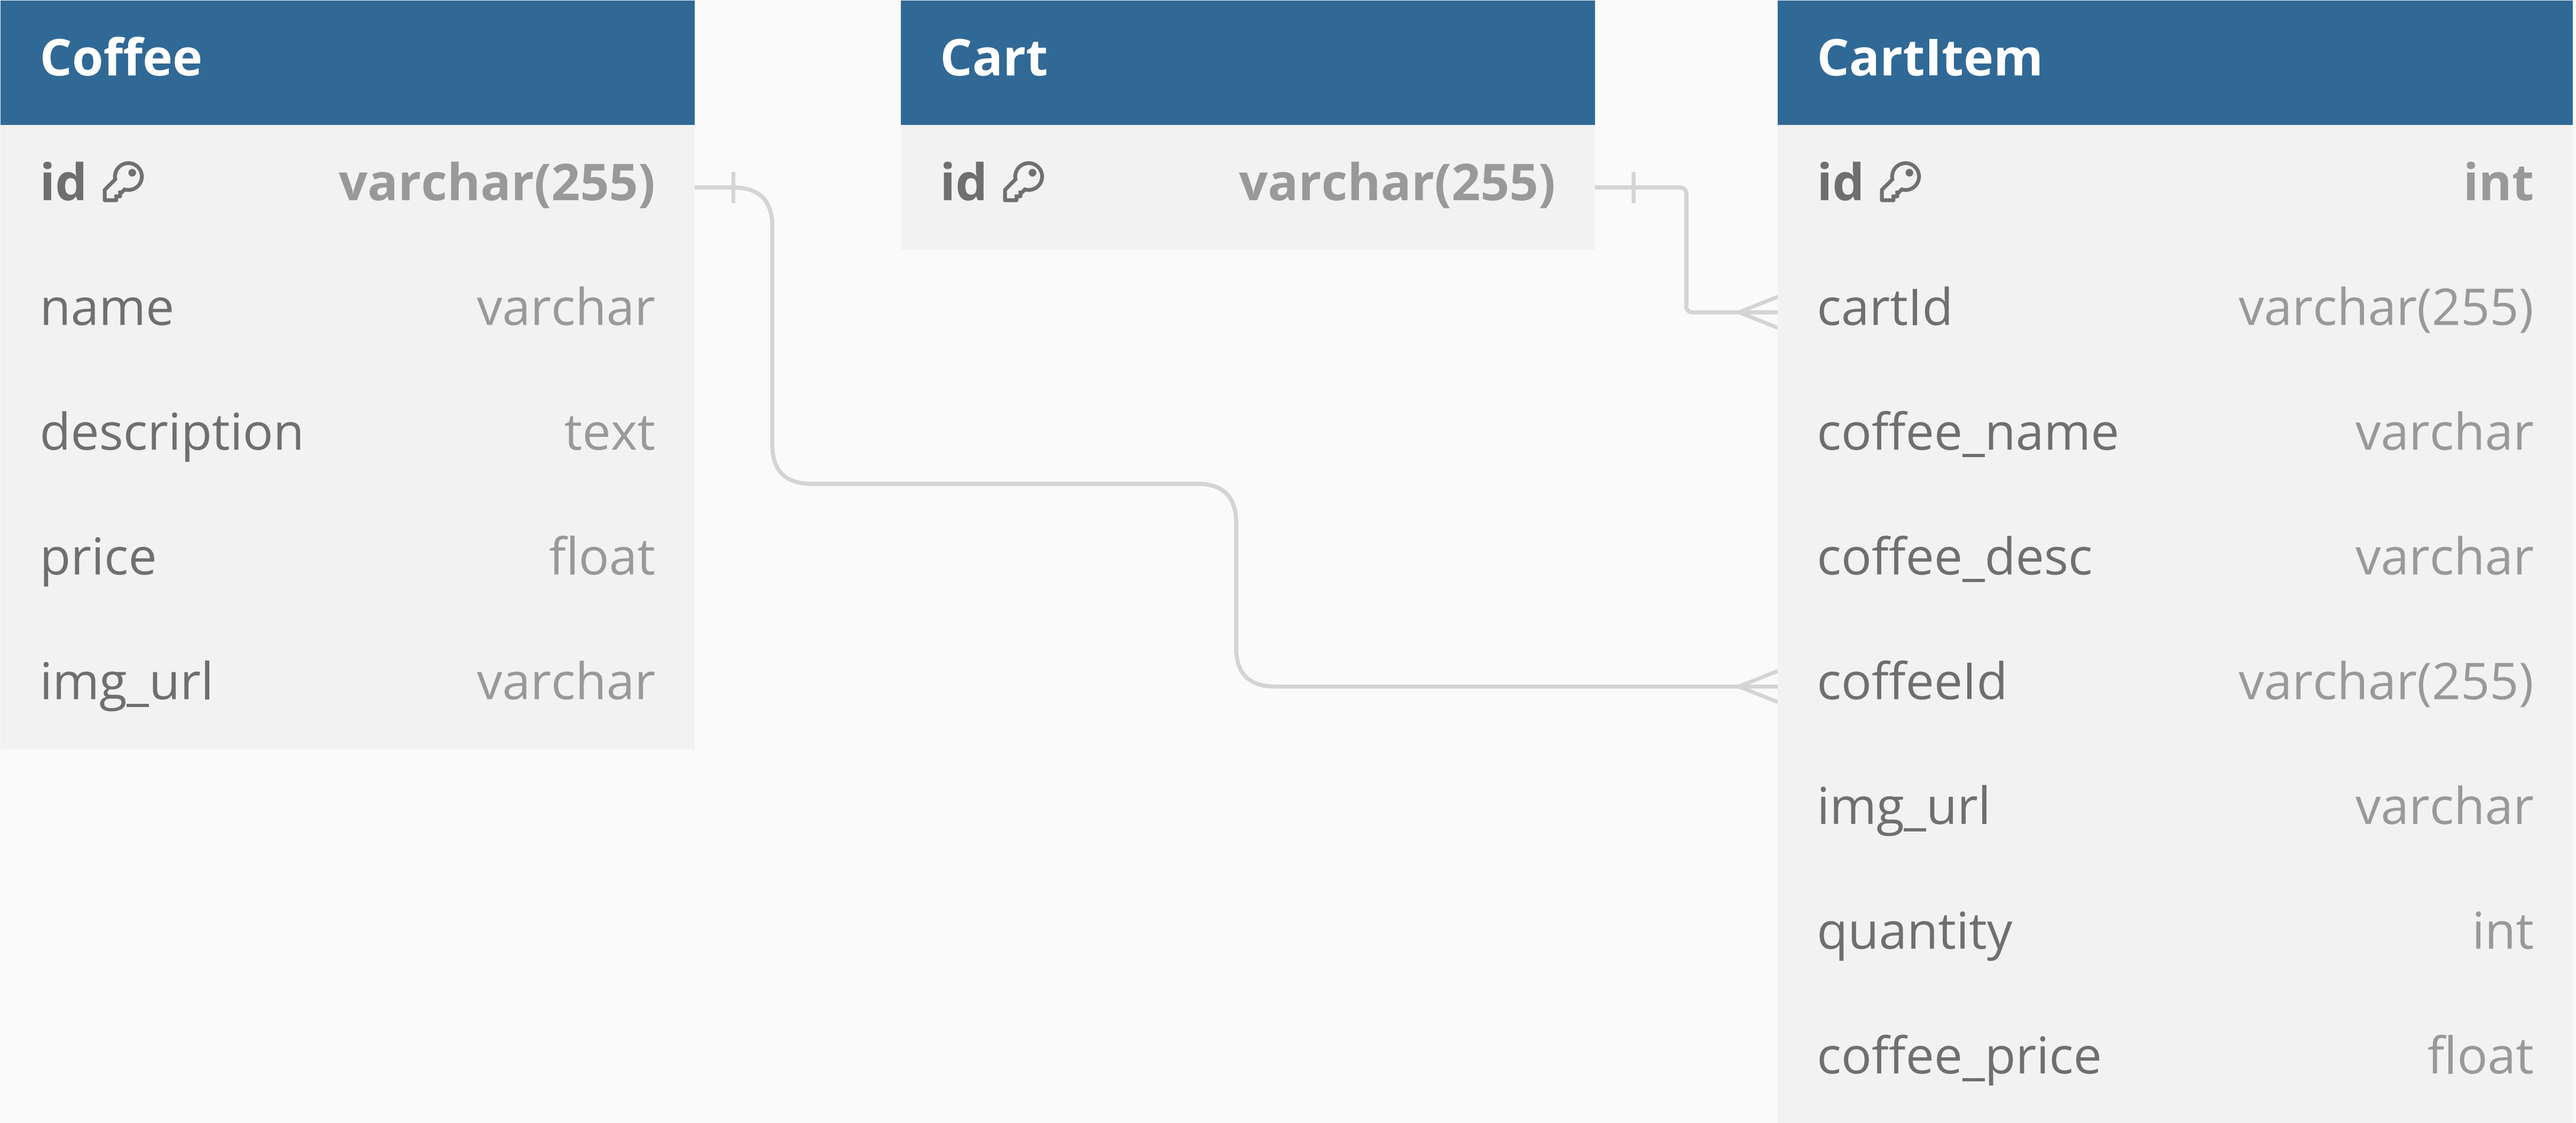 Coffee
id varchar(255)
name varchar
description text
price float
img_url varchar
Cart
id varchar(255)
CartItem
id int
cartId varchar(255)
coffee_name varchar
coffee_desc varchar
coffeeId varchar(255)
img_url varchar
quantity int
coffee_price float